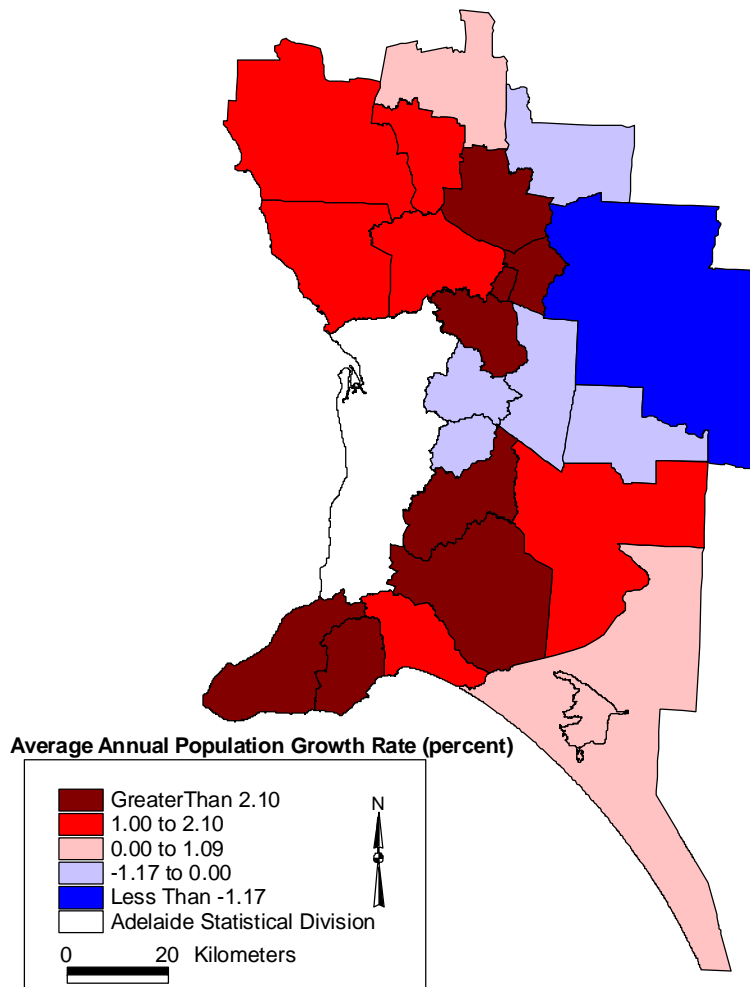 Average Annual Population Growth Rate (percent)
GreaterThan 2.10
1.00 to 2.10
0.00 to 1.09
-1.17 to 0.00
Less Than -1.17
Adelaide Statistical Division
N
0 20 Kilometers